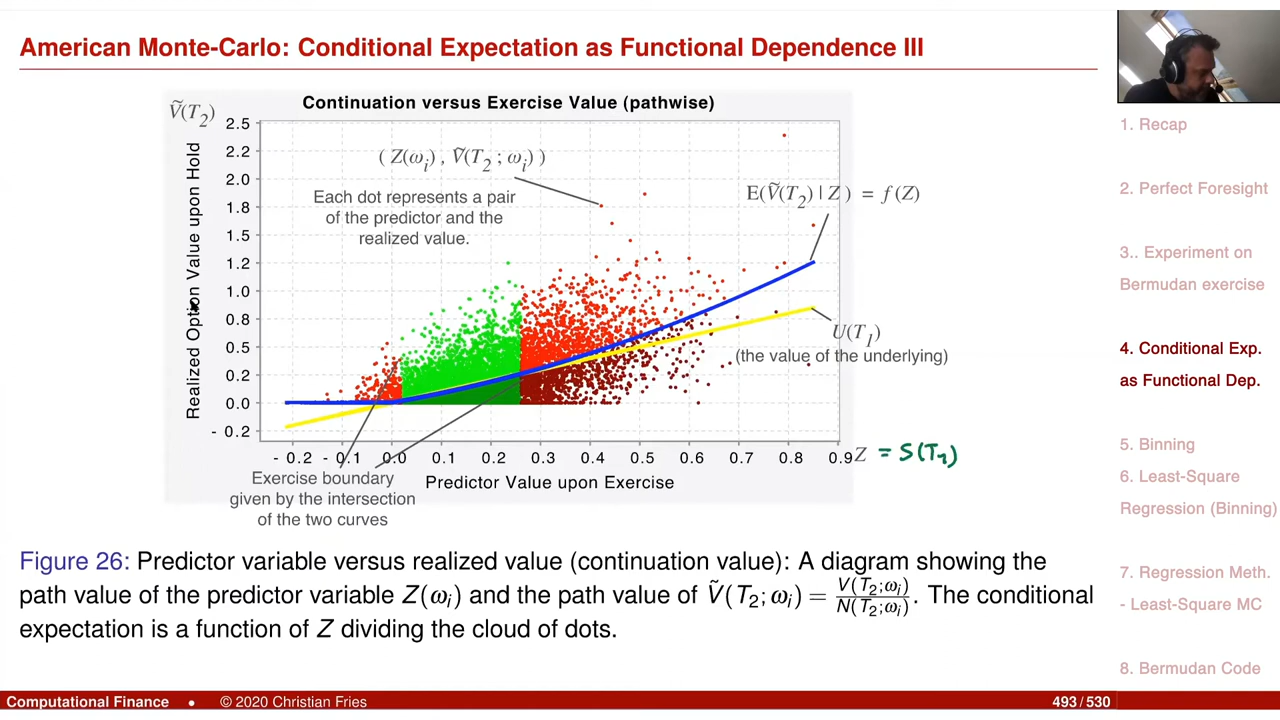 American Monte-Carlo: Conditional Expectation as Functional Dependence III
Continuation versus Exercise Value (pathwise)
Ṽ(T₂)
Realized Option Value upon Hold
2.5
2.2
2.0
1.8
1.5
1.2
1.0
0.8
0.5
0.2
0.0
- 0.2
( Z(ωᵢ) , Ṽ(T₂ ; ωᵢ) )
Each dot represents a pair
of the predictor and the
realized value.
E(Ṽ(T₂) | Z ) = f(Z)
U(T₁)
(the value of the underlying)
- 0.2 - 0.1 0.0 0.1 0.2 0.3 0.4 0.5 0.6 0.7 0.8 0.9 Z = S(T₁)
Predictor Value upon Exercise
Exercise boundary
given by the intersection
of the two curves
Figure 26: Predictor variable versus realized value (continuation value): A diagram showing the
path value of the predictor variable Z(ωᵢ) and the path value of Ṽ(T₂;ωᵢ) = V(T₂;ωᵢ)/N(T₂;ωᵢ). The conditional
expectation is a function of Z dividing the cloud of dots.
1. Recap
2. Perfect Foresight
3.. Experiment on
Bermudan exercise
4. Conditional Exp.
as Functional Dep.
5. Binning
6. Least-Square
Regression (Binning)
7. Regression Meth.
- Least-Square MC
8. Bermudan Code
Computational Finance • © 2020 Christian Fries 493/530